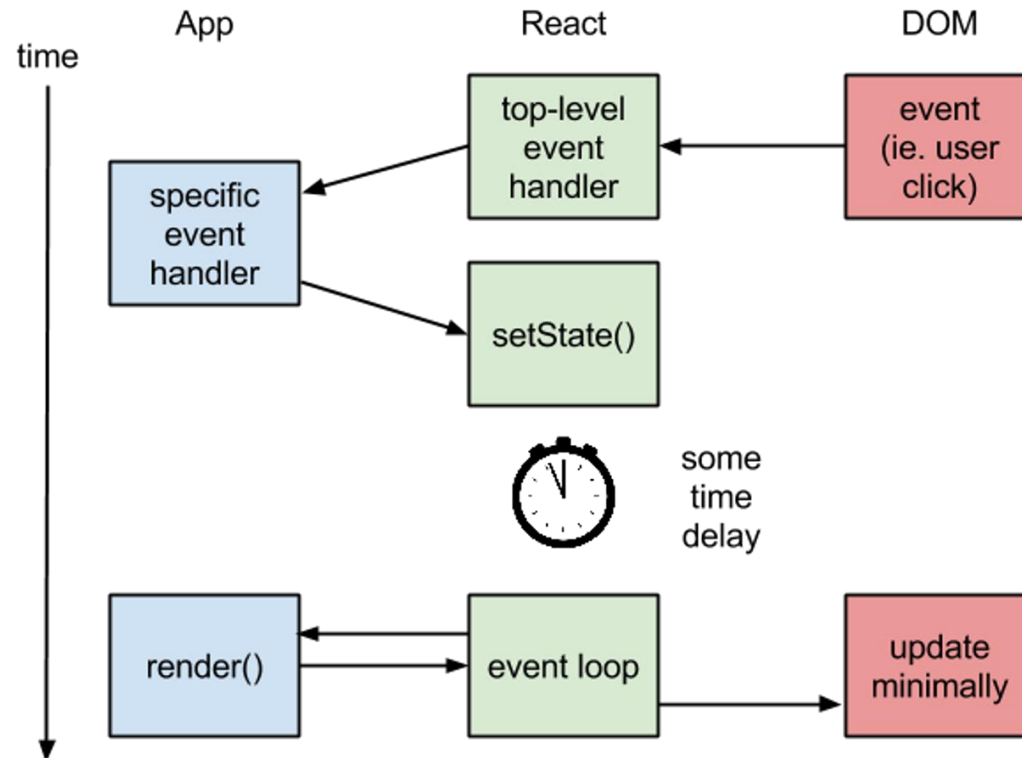 App
React
DOM
time
top-level
event
handler
event
(ie. user
click)
specific
event
handler
setState()
some
time
delay
render()
event loop
update
minimally